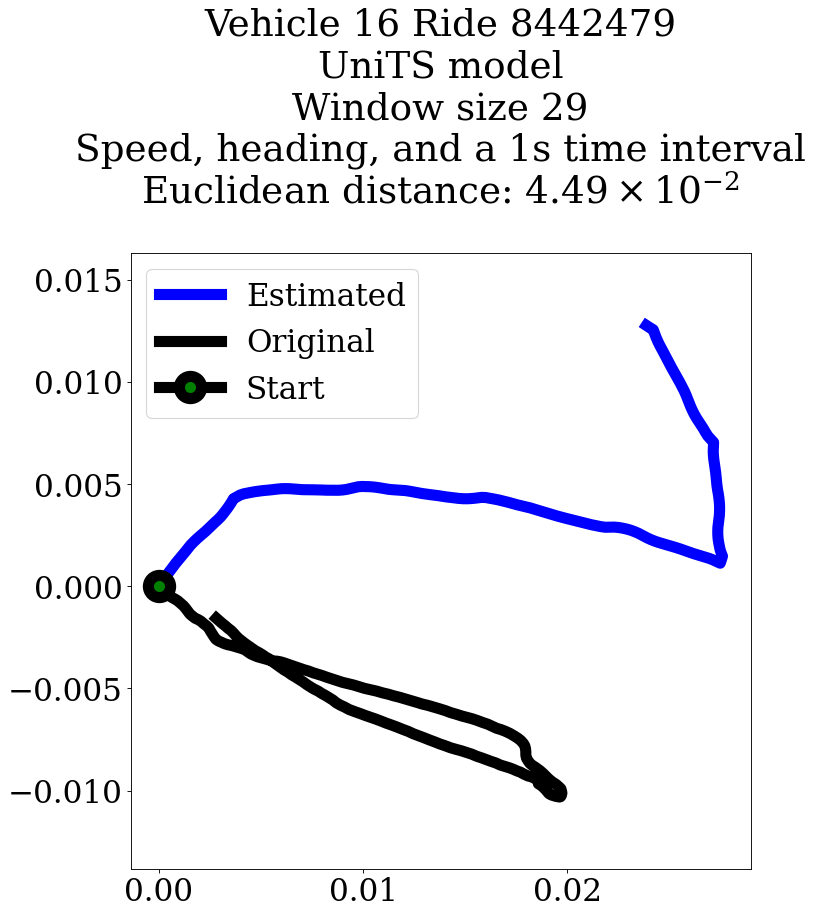 Vehicle 16 Ride 8442479
UniTS model
Window size 29
Speed, heading, and a 1s time interval
Euclidean distance: 4.49 × 10⁻²
0.015
0.010
0.005
0.000
−0.005
−0.010
Estimated
Original
Start
0.00 0.01 0.02